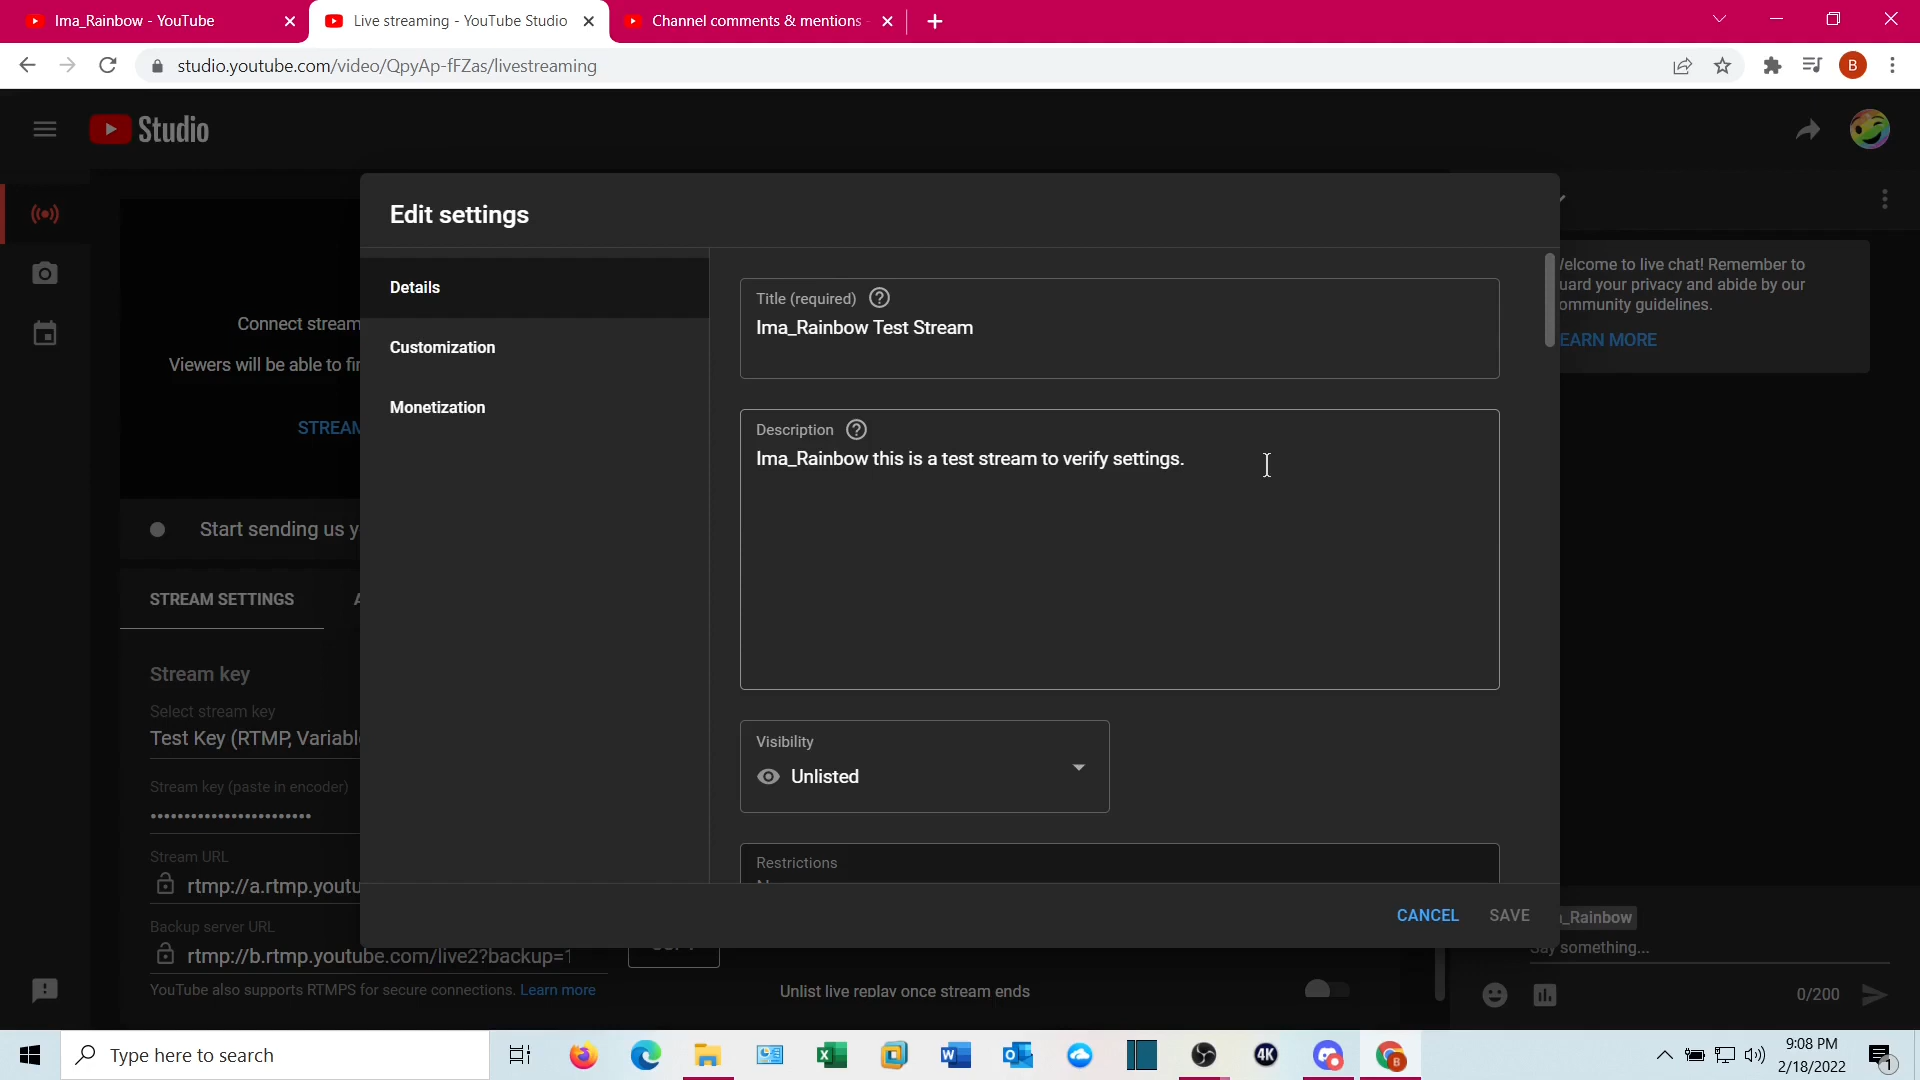 Ima_Rainbow - YouTube
Live streaming - YouTube Studio
Channel comments & mentions -
studio.youtube.com/video/QpyAp-fFZas/livestreaming
B
Studio
Edit settings
Details
Customization
Monetization
Title (required)
Ima_Rainbow Test Stream
Description
Ima_Rainbow this is a test stream to verify settings.
Visibility
Unlisted
Restrictions
CANCEL
SAVE
Connect stream
Viewers will be able to fi
STREAM
Start sending us y
STREAM SETTINGS
Stream key
Select stream key
Test Key (RTMP, Variabl
Stream key (paste in encoder)
••••••••••••••••••••••••
Stream URL
rtmp://a.rtmp.youtu
Backup server URL
rtmp://b.rtmp.youtube.com/live2?backup=1
YouTube also supports RTMPS for secure connections. Learn more
Unlist live replay once stream ends
elcome to live chat! Remember to
uard your privacy and abide by our
ommunity guidelines.
EARN MORE
_Rainbow
Say something...
0/200
Type here to search
4K
B
9:08 PM
2/18/2022
1